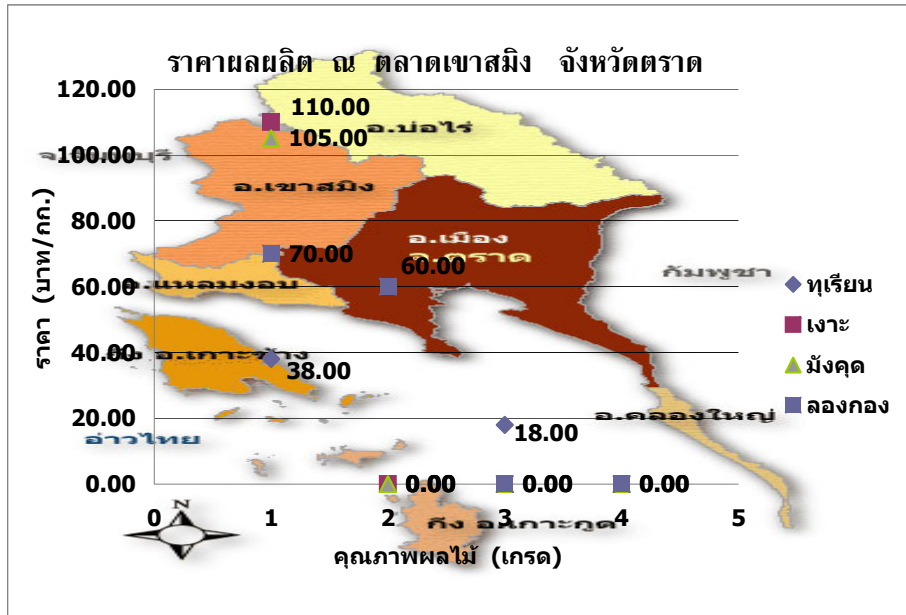 ราคาผลผลิต ณ ตลาดเขาสมิง จังหวัดตราด
120.00
110.00
อ.บ่อไร่
105.00
100.00
อ.เขาสมิง
80.00
อ.เมือง
จ.ตราด
70.00
60.00
กัมพูชา
60.00
อ.แหลมงอบ
ทุเรียน
เงาะ
มังคุด
ลองกอง
40.00
กิ่ง อ.เกาะช้าง
38.00
20.00
18.00
อ.คลองใหญ่
อ่าวไทย
0.00
0.00
0.00
0.00
N
0
1
2
3
4
5
กิ่ง อ.เกาะกูด
คุณภาพผลไม้ (เกรด)
ราคา (บาท/กก.)